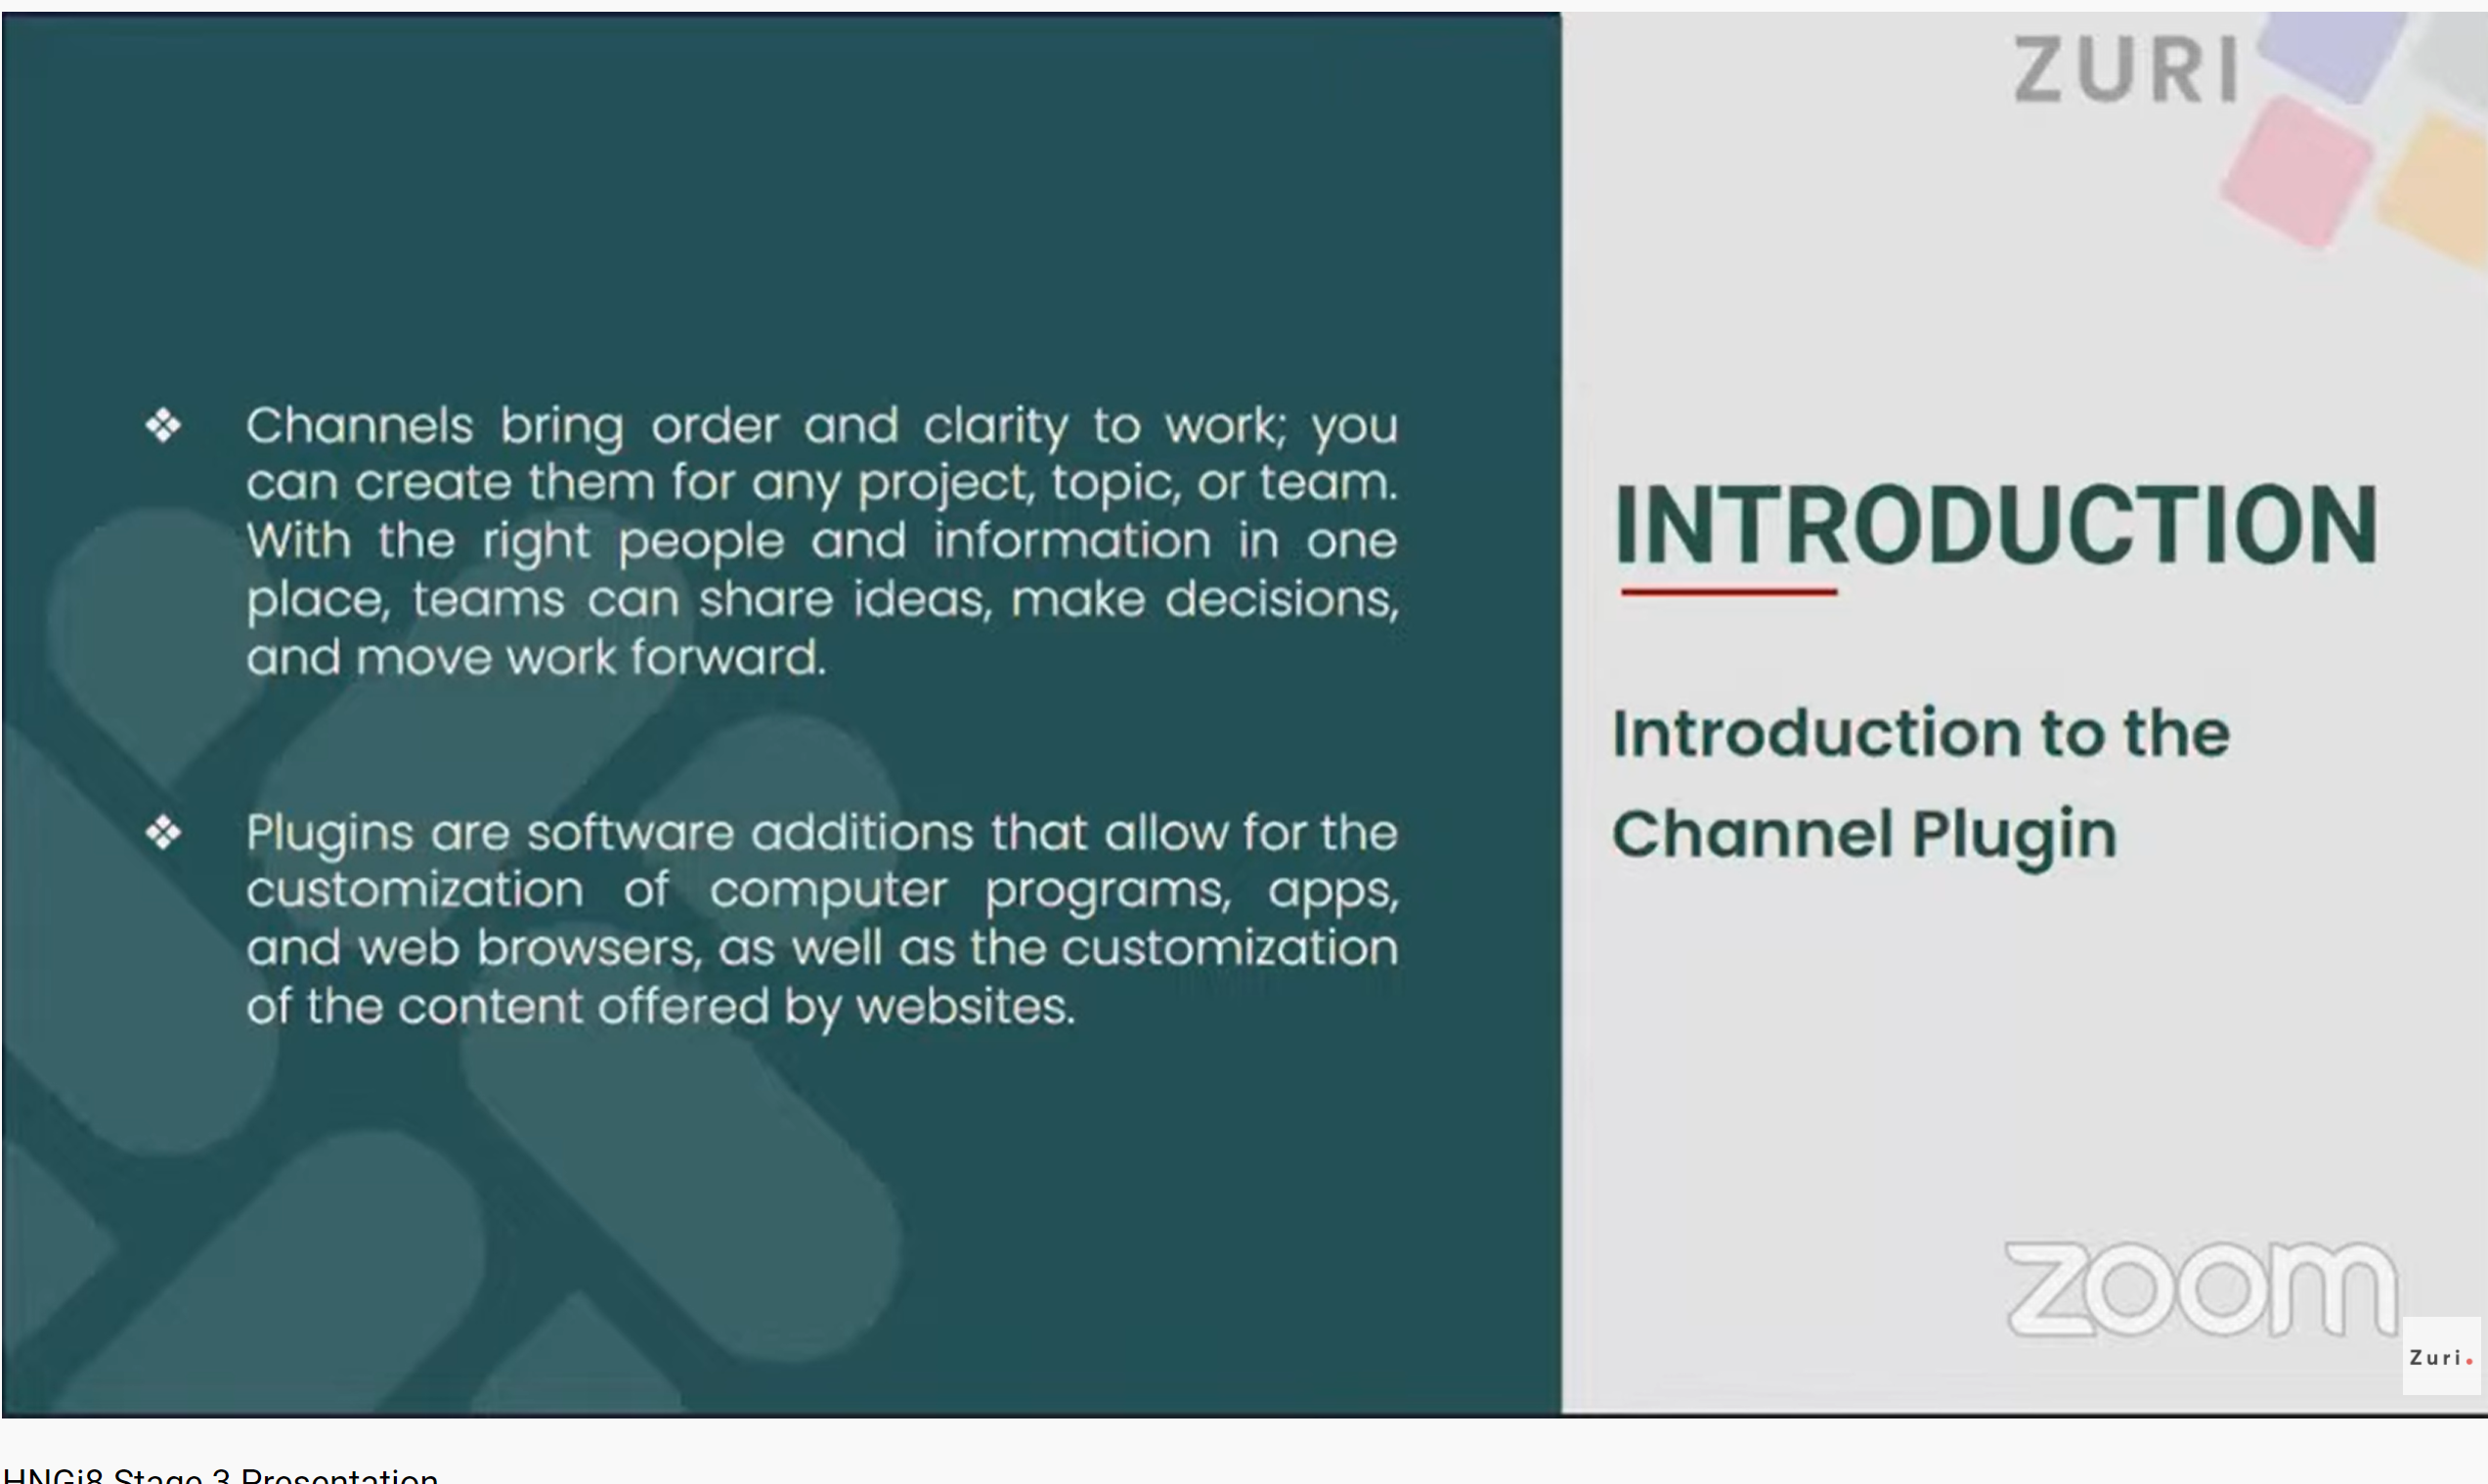 Channels bring order and clarity to work; you
can create them for any project, topic, or team.
With the right people and information in one
place, teams can share ideas, make decisions,
and move work forward.
Plugins are software additions that allow for the
customization of computer programs, apps,
and web browsers, as well as the customization
of the content offered by websites.
ZURI
INTRODUCTION
Introduction to the
Channel Plugin
zoom
Zuri.
HNGi8 Stage 3 Presentation